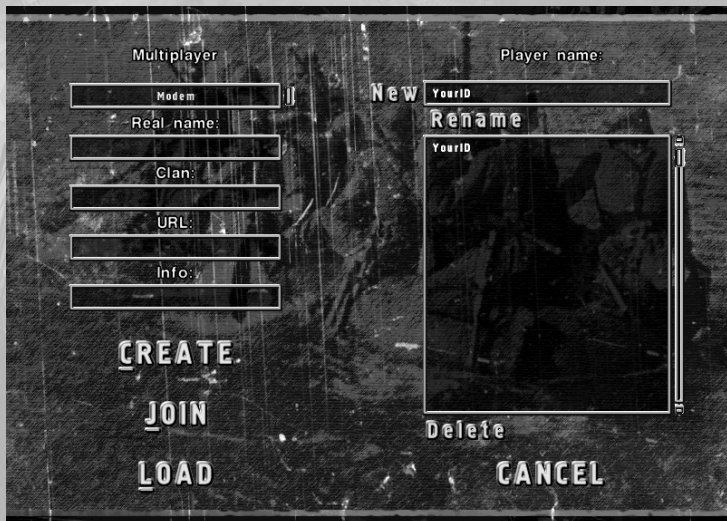 Multiplayer
Modem
Real name:
Clan:
URL:
Info:
CREATE
JOIN
LOAD
Player name:
New
YourID
Rename
YourID
Delete
CANCEL